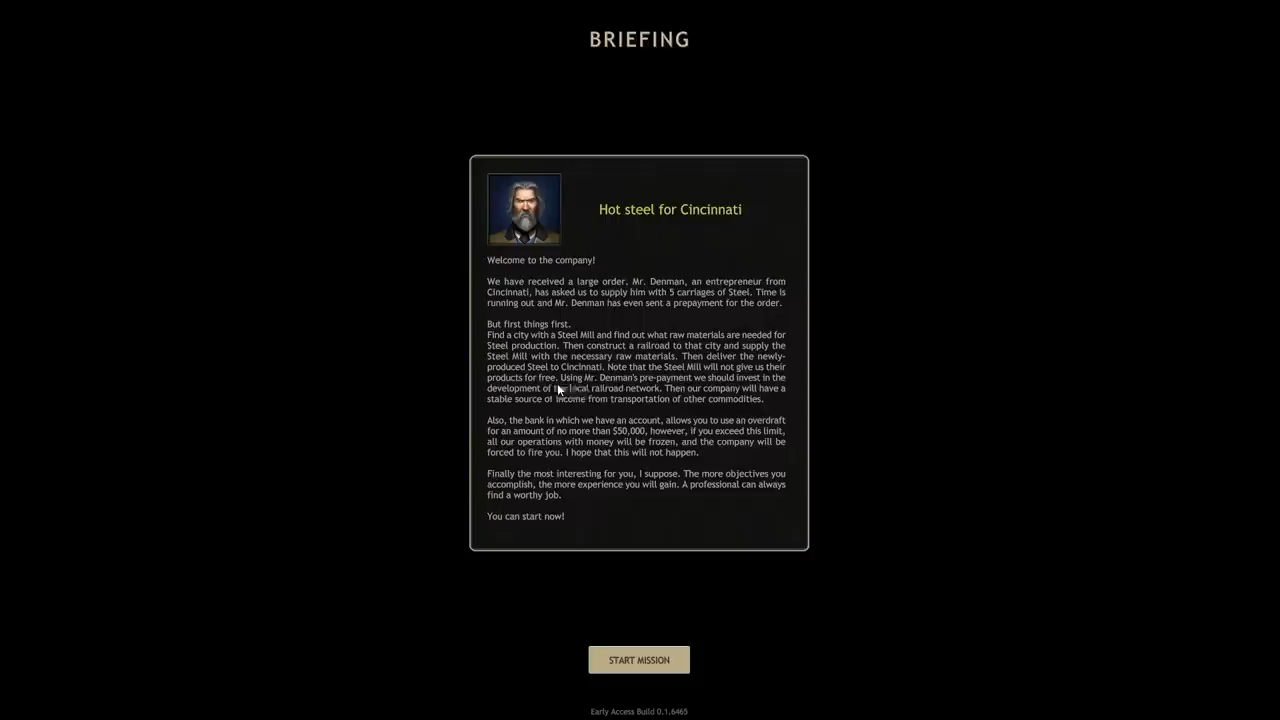 BRIEFING
Hot steel for Cincinnati
Welcome to the company!
We have received a large order. Mr. Denman, an entrepreneur from
Cincinnati, has asked us to supply him with 5 carriages of Steel. Time is
running out and Mr. Denman has even sent a prepayment for the order.
But first things first.
Find a city with a Steel Mill and find out what raw materials are needed for
Steel production. Then construct a railroad to that city and supply the
Steel Mill with the necessary raw materials. Then deliver the newly-
produced Steel to Cincinnati. Note that the Steel Mill will not give us their
products for free. Using Mr. Denman's pre-payment we should invest in the
development of the local railroad network. Then our company will have a
stable source of income from transportation of other commodities.
Also, the bank in which we have an account, allows you to use an overdraft
for an amount of no more than $50,000, however, if you exceed this limit,
all our operations with money will be frozen, and the company will be
forced to fire you. I hope that this will not happen.
Finally the most interesting for you, I suppose. The more objectives you
accomplish, the more experience you will gain. A professional can always
find a worthy job.
You can start now!
START MISSION
Early Access Build 0.1.6465